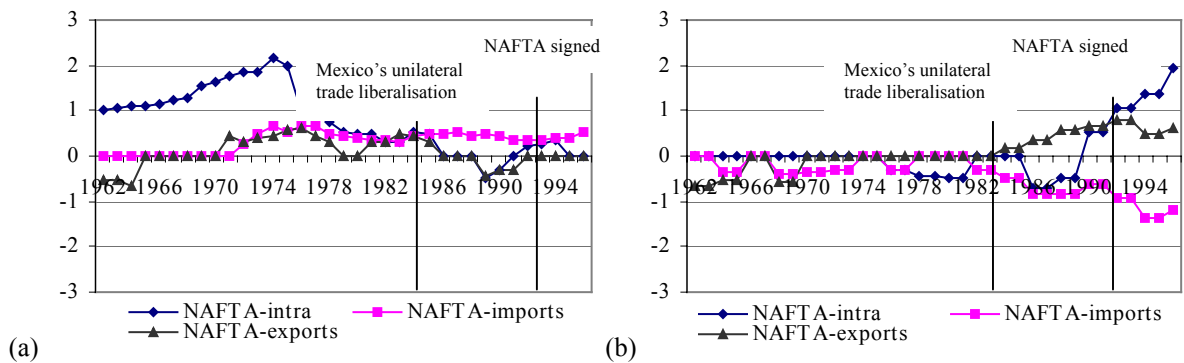 3
2
1
0
-1
-2
-3
1962 1966 1970 1974 1978 1982 1986 1990 1994
Mexico's unilateral
trade liberalisation
NAFTA signed
NAFTA-intra
NAFTA-imports
NAFTA-exports
(a)
3
2
1
0
-1
-2
-3
1962 1966 1970 1974 1978 1982 1986 1990 1994
Mexico's unilateral
trade liberalisation
NAFTA signed
NAFTA-intra
NAFTA-imports
NAFTA-exports
(b)